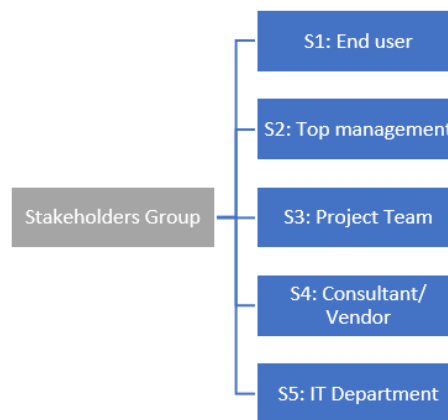 S1: End user
S2: Top management
Stakeholders Group
S3: Project Team
S4: Consultant/
Vendor
S5: IT Department